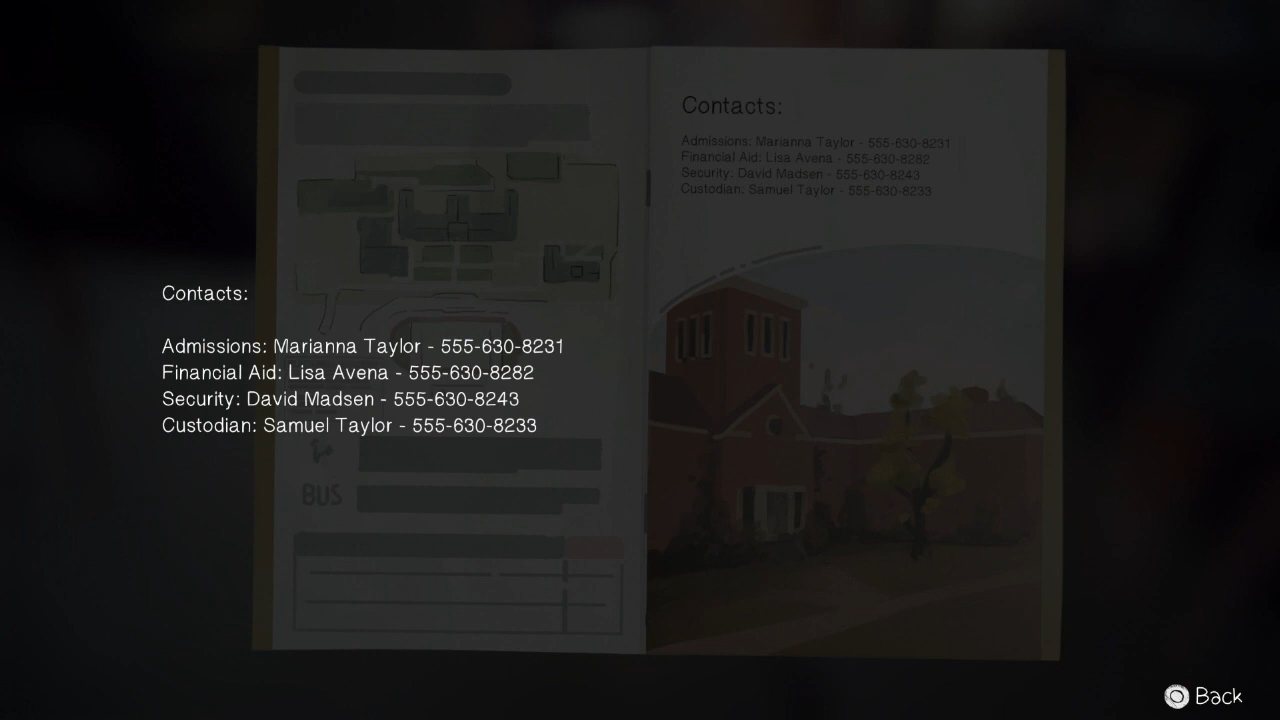 Contacts:
Admissions: Marianna Taylor - 555-630-8231
Financial Aid: Lisa Avena - 555-630-8282
Security: David Madsen - 555-630-8243
Custodian: Samuel Taylor - 555-630-8233
BUS
Contacts:
Admissions: Marianna Taylor - 555-630-8231
Financial Aid: Lisa Avena - 555-630-8282
Security: David Madsen - 555-630-8243
Custodian: Samuel Taylor - 555-630-8233
Back